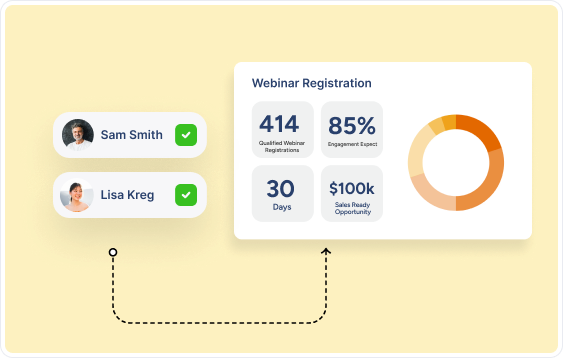 Sam Smith
Lisa Kreg
Webinar Registration
414
Qualified Webinar
Registrations
85%
Engagement Expect
30
Days
$100k
Sales Ready
Opportunity